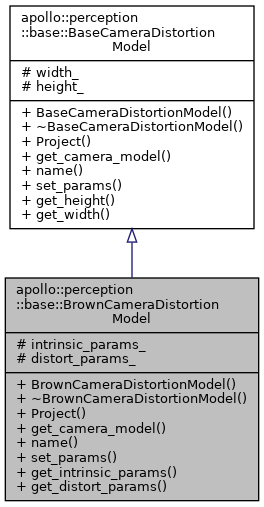 apollo::perception
::base::BaseCameraDistortion
Model
# width_
# height_
+ BaseCameraDistortionModel()
+ ~BaseCameraDistortionModel()
+ Project()
+ get_camera_model()
+ name()
+ set_params()
+ get_height()
+ get_width()
apollo::perception
::base::BrownCameraDistortion
Model
# intrinsic_params_
# distort_params_
+ BrownCameraDistortionModel()
+ ~BrownCameraDistortionModel()
+ Project()
+ get_camera_model()
+ name()
+ set_params()
+ get_intrinsic_params()
+ get_distort_params()